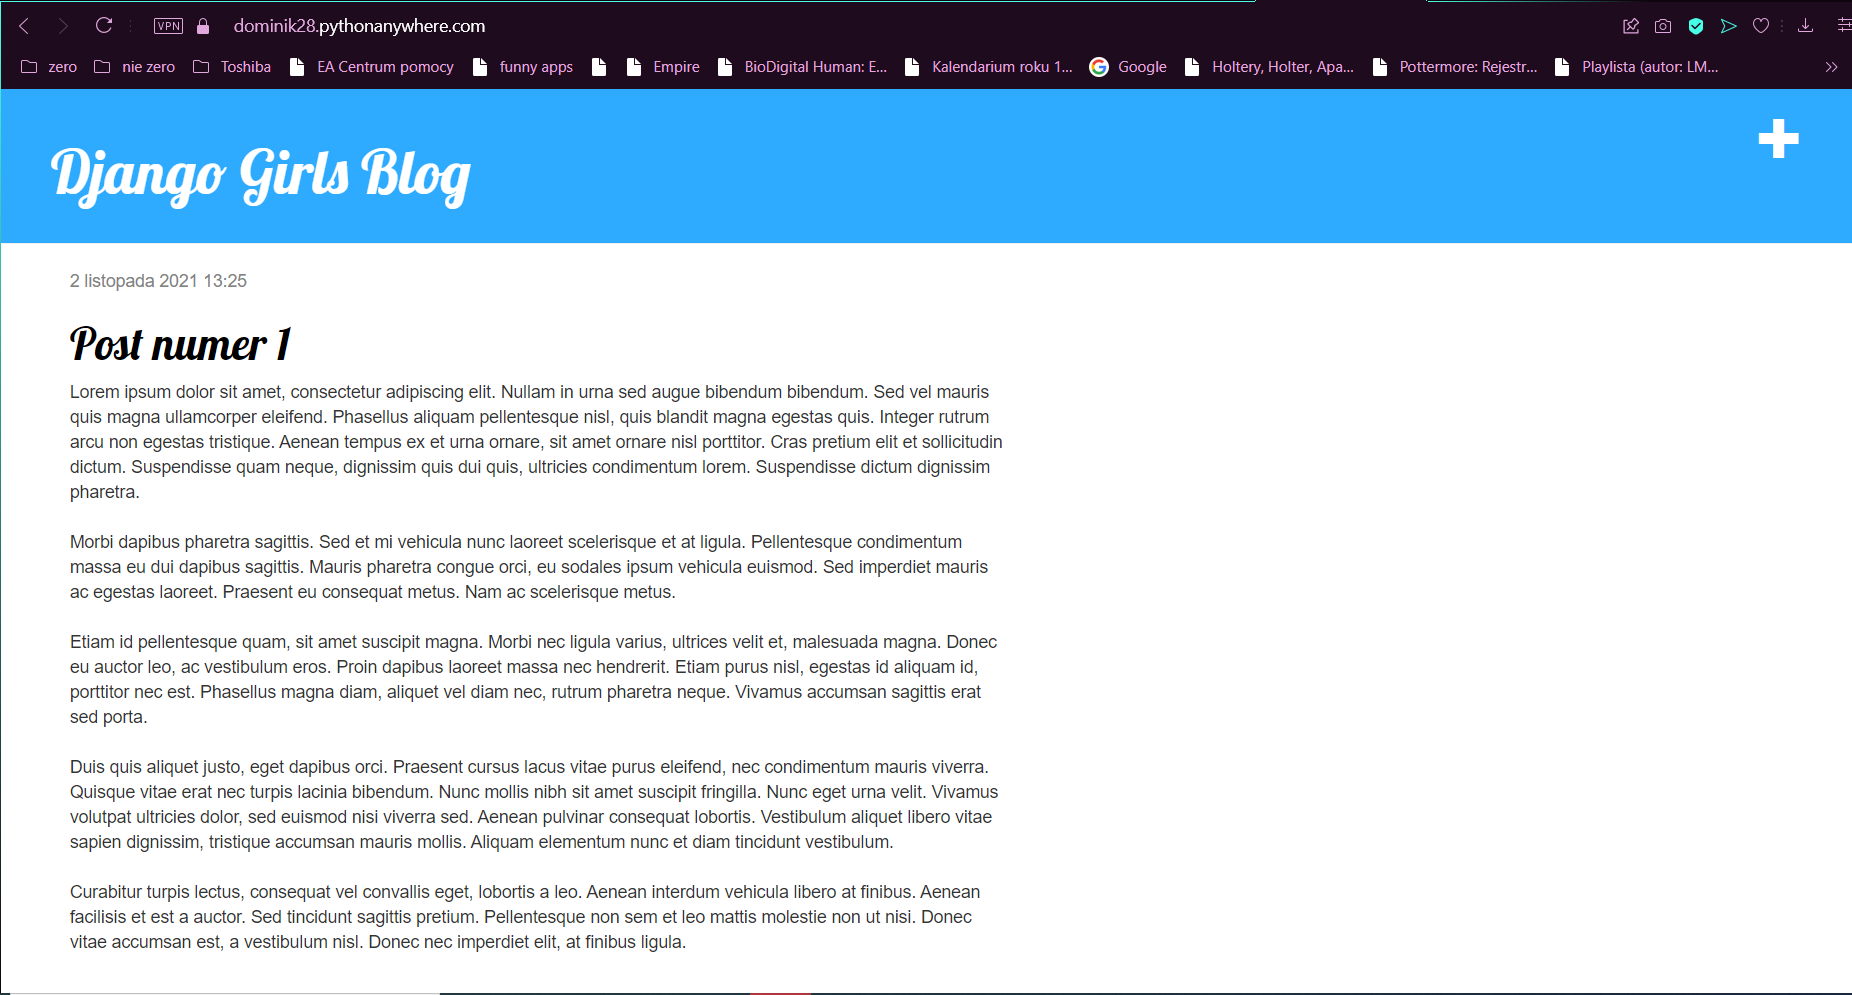 VPN dominik28.pythonanywhere.com
zero nie zero Toshiba EA Centrum pomocy funny apps Empire BioDigital Human: E... Kalendarium roku 1... Google Holtery, Holter, Apa... Pottermore: Rejestr... Playlista (autor: LM...
Django Girls Blog
2 listopada 2021 13:25
Post numer 1
Lorem ipsum dolor sit amet, consectetur adipiscing elit. Nullam in urna sed augue bibendum bibendum. Sed vel mauris
quis magna ullamcorper eleifend. Phasellus aliquam pellentesque nisl, quis blandit magna egestas quis. Integer rutrum
arcu non egestas tristique. Aenean tempus ex et urna ornare, sit amet ornare nisl porttitor. Cras pretium elit et sollicitudin
dictum. Suspendisse quam neque, dignissim quis dui quis, ultricies condimentum lorem. Suspendisse dictum dignissim
pharetra.
Morbi dapibus pharetra sagittis. Sed et mi vehicula nunc laoreet scelerisque et at ligula. Pellentesque condimentum
massa eu dui dapibus sagittis. Mauris pharetra congue orci, eu sodales ipsum vehicula euismod. Sed imperdiet mauris
ac egestas laoreet. Praesent eu consequat metus. Nam ac scelerisque metus.
Etiam id pellentesque quam, sit amet suscipit magna. Morbi nec ligula varius, ultrices velit et, malesuada magna. Donec
eu auctor leo, ac vestibulum eros. Proin dapibus laoreet massa nec hendrerit. Etiam purus nisl, egestas id aliquam id,
porttitor nec est. Phasellus magna diam, aliquet vel diam nec, rutrum pharetra neque. Vivamus accumsan sagittis erat
sed porta.
Duis quis aliquet justo, eget dapibus orci. Praesent cursus lacus vitae purus eleifend, nec condimentum mauris viverra.
Quisque vitae erat nec turpis lacinia bibendum. Nunc mollis nibh sit amet suscipit fringilla. Nunc eget urna velit. Vivamus
volutpat ultricies dolor, sed euismod nisi viverra sed. Aenean pulvinar consequat lobortis. Vestibulum aliquet libero vitae
sapien dignissim, tristique accumsan mauris mollis. Aliquam elementum nunc et diam tincidunt vestibulum.
Curabitur turpis lectus, consequat vel convallis eget, lobortis a leo. Aenean interdum vehicula libero at finibus. Aenean
facilisis et est a auctor. Sed tincidunt sagittis pretium. Pellentesque non sem et leo mattis molestie non ut nisi. Donec
vitae accumsan est, a vestibulum nisl. Donec nec imperdiet elit, at finibus ligula.